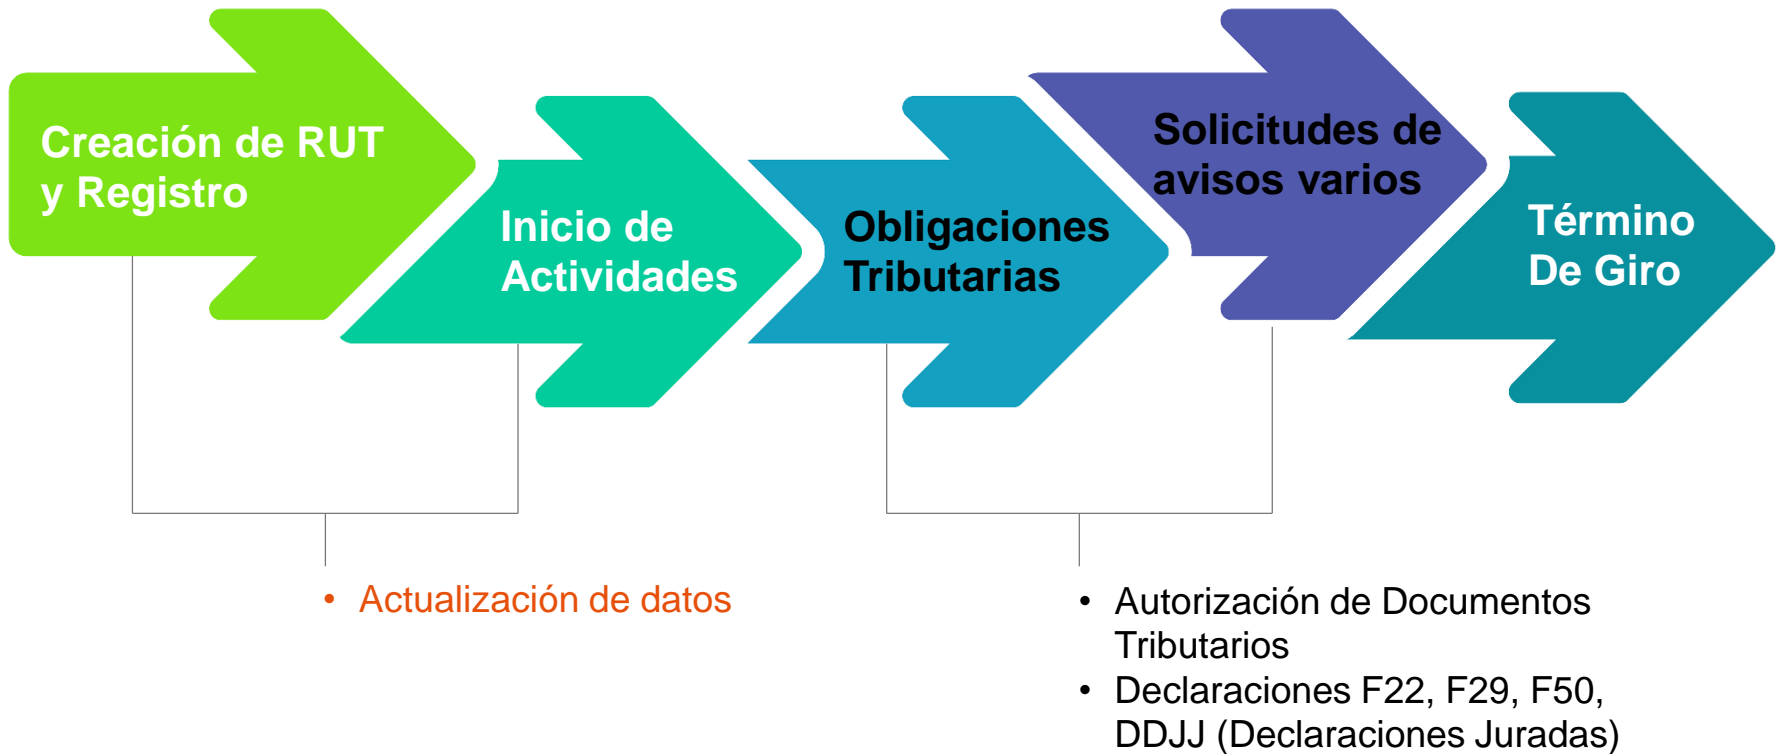 Creación de RUT
y Registro
Inicio de
Actividades
Obligaciones
Tributarias
Solicitudes de
avisos varios
Término
De Giro
• Actualización de datos
• Autorización de Documentos
Tributarios
• Declaraciones F22, F29, F50,
DDJJ (Declaraciones Juradas)